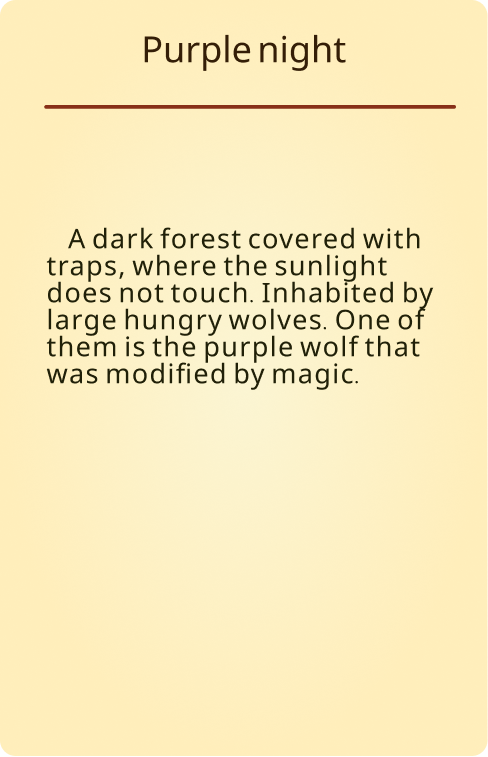 Purple night
A dark forest covered with
traps, where the sunlight
does not touch. Inhabited by
large hungry wolves. One of
them is the purple wolf that
was modified by magic.